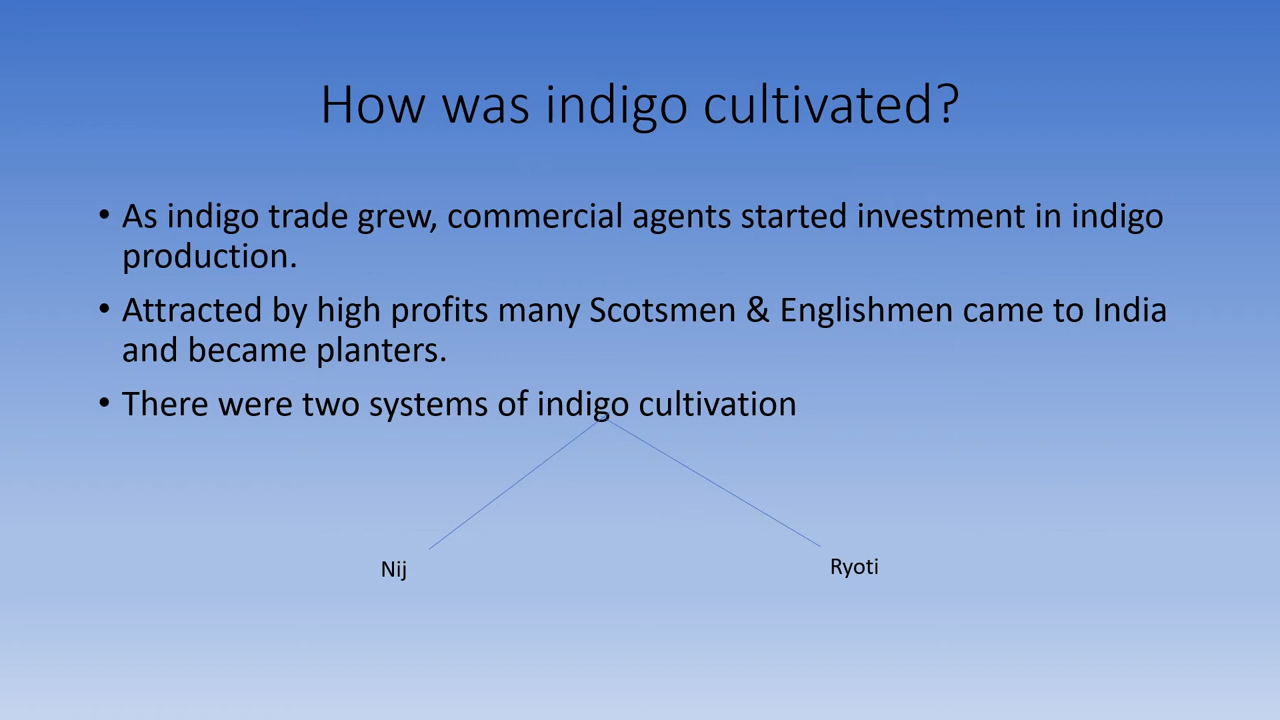 How was indigo cultivated?
• As indigo trade grew, commercial agents started investment in indigo
production.
• Attracted by high profits many Scotsmen & Englishmen came to India
and became planters.
• There were two systems of indigo cultivation
Nij
Ryoti